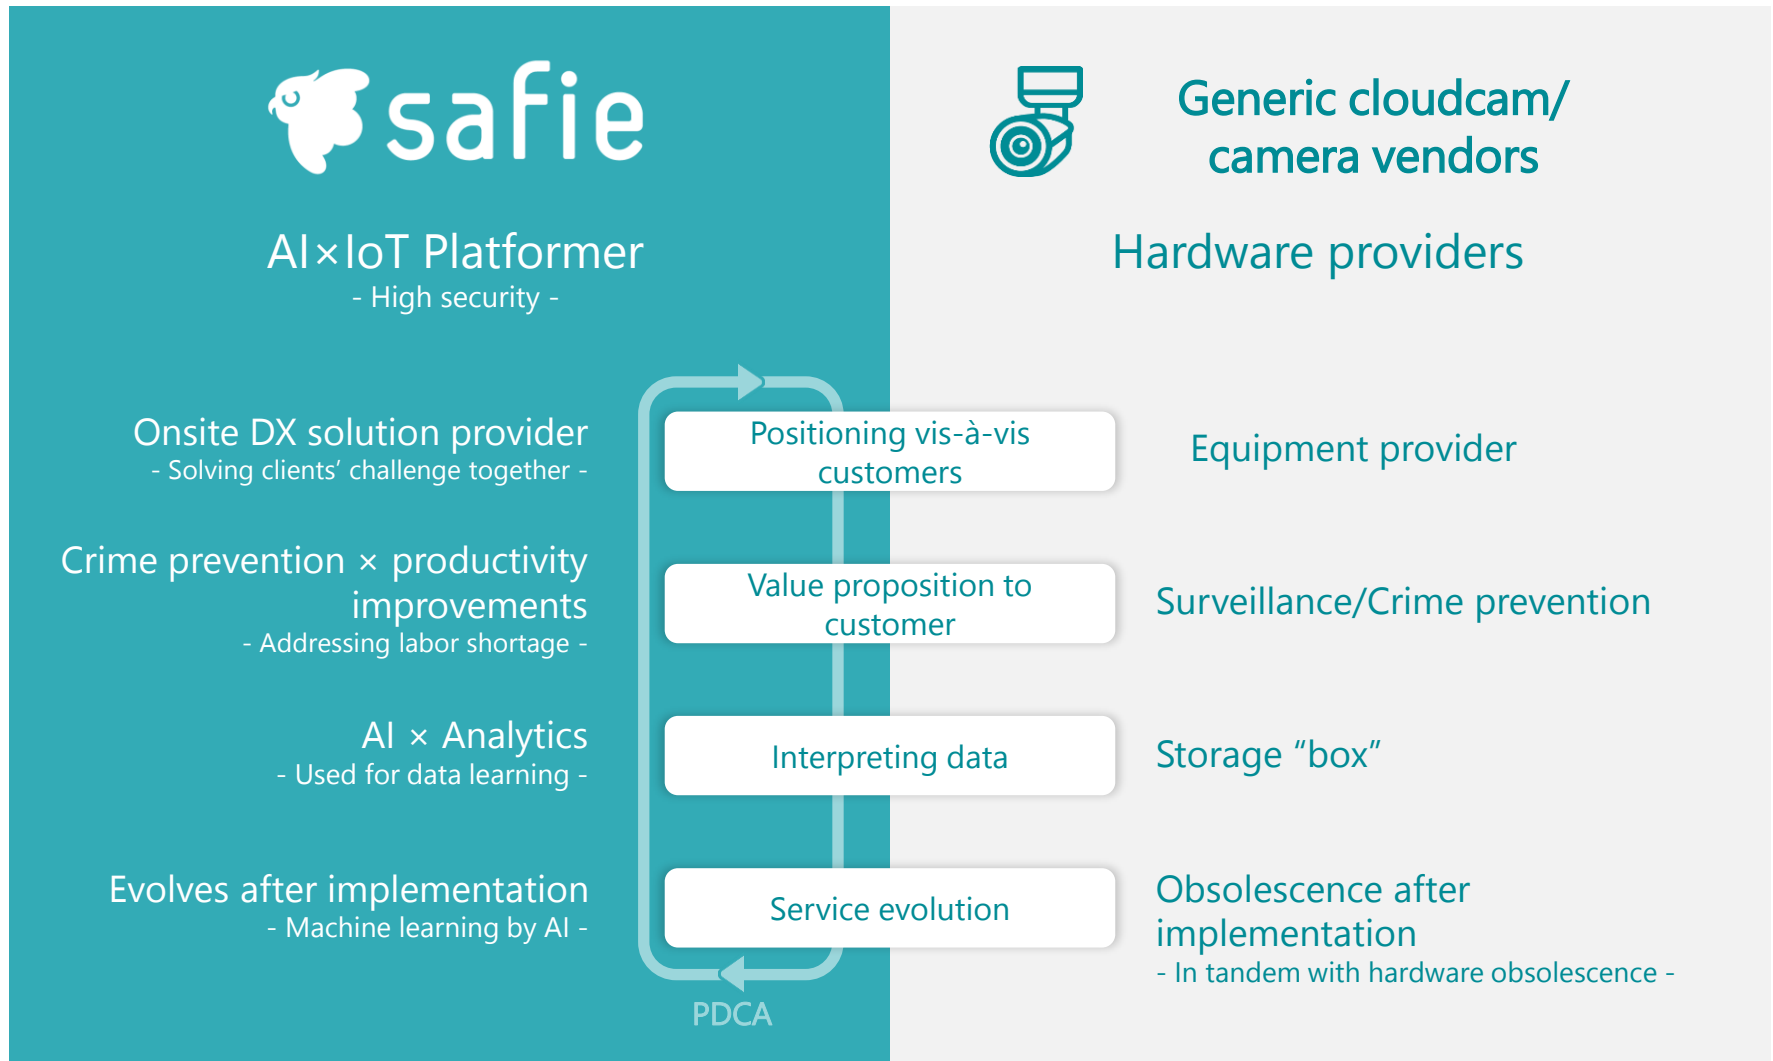 safie
Generic cloudcam/
camera vendors
AI×IoT Platformer
- High security -
Hardware providers
Onsite DX solution provider
- Solving clients’ challenge together -
Positioning vis-à-vis
customers
Equipment provider
Crime prevention × productivity
improvements
- Addressing labor shortage -
Value proposition to
customer
Surveillance/Crime prevention
AI × Analytics
- Used for data learning -
Interpreting data
Storage “box”
Evolves after implementation
- Machine learning by AI -
Service evolution
Obsolescence after
implementation
- In tandem with hardware obsolescence -
PDCA